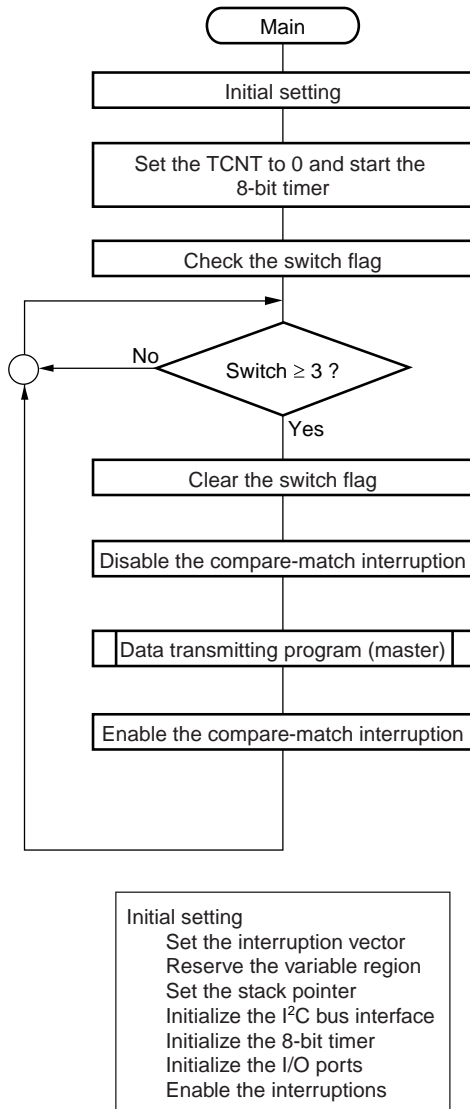 Main
Initial setting
Set the TCNT to 0 and start the
8-bit timer
Check the switch flag
No
Switch ≥ 3 ?
Yes
Clear the switch flag
Disable the compare-match interruption
Data transmitting program (master)
Enable the compare-match interruption
Initial setting
Set the interruption vector
Reserve the variable region
Set the stack pointer
Initialize the I²C bus interface
Initialize the 8-bit timer
Initialize the I/O ports
Enable the interruptions